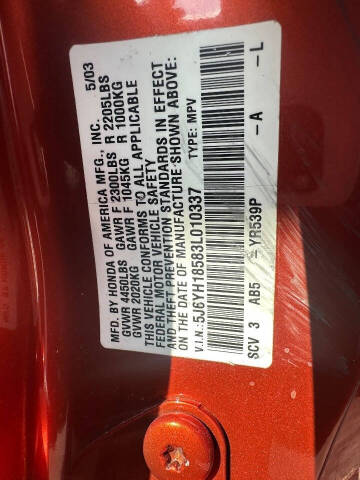 MFD. BY HONDA OF AMERICA MFG., INC. 5/03
GVWR 4460LBS GAWR F 2300LBS R 2205LBS
GVWR 2020KG GAWR F 1045KG R 1000KG
THIS VEHICLE CONFORMS TO ALL APPLICABLE
FEDERAL MOTOR VEHICLE SAFETY
AND THEFT PREVENTION STANDARDS IN EFFECT
ON THE DATE OF MANUFACTURE SHOWN ABOVE.
V.I.N.: 5J6YH18583L010337 TYPE: MPV
SCV 3 AB5 - YR539P - A - L